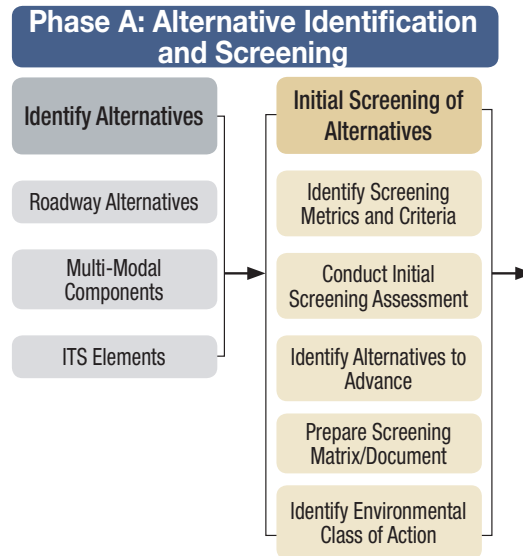 Phase A: Alternative Identification
and Screening
Identify Alternatives
Roadway Alternatives
Multi-Modal
Components
ITS Elements
Initial Screening of
Alternatives
Identify Screening
Metrics and Criteria
Conduct Initial
Screening Assessment
Identify Alternatives to
Advance
Prepare Screening
Matrix/Document
Identify Environmental
Class of Action